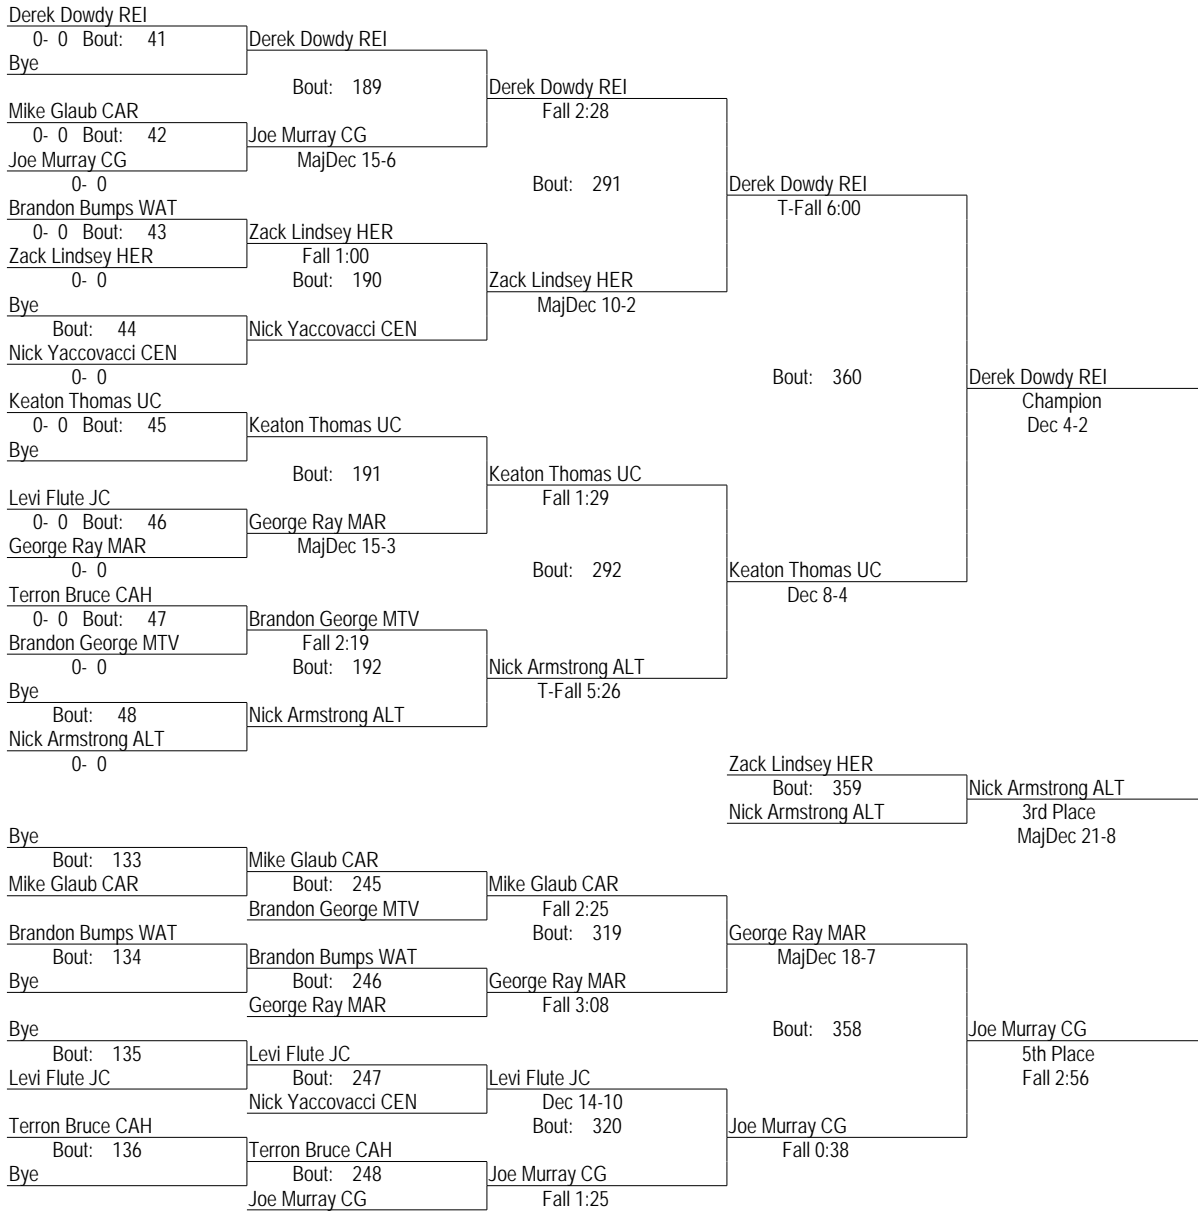 Derek Dowdy REI
0- 0 Bout: 41
Derek Dowdy REI
Bye
Bout: 189
Derek Dowdy REI
Mike Glaub CAR
Fall 2:28
0- 0 Bout: 42
Joe Murray CG
Joe Murray CG
MajDec 15-6
0- 0
Bout: 291
Derek Dowdy REI
Brandon Bumps WAT
T-Fall 6:00
0- 0 Bout: 43
Zack Lindsey HER
Zack Lindsey HER
Fall 1:00
0- 0
Bout: 190
Zack Lindsey HER
Bye
MajDec 10-2
Bout: 44
Nick Yaccovacci CEN
Nick Yaccovacci CEN
0- 0
Bout: 360
Derek Dowdy REI
Keaton Thomas UC
Champion
0- 0 Bout: 45
Keaton Thomas UC
Dec 4-2
Bye
Bout: 191
Keaton Thomas UC
Levi Flute JC
Fall 1:29
0- 0 Bout: 46
George Ray MAR
George Ray MAR
MajDec 15-3
0- 0
Bout: 292
Keaton Thomas UC
Terron Bruce CAH
Dec 8-4
0- 0 Bout: 47
Brandon George MTV
Brandon George MTV
Fall 2:19
0- 0
Bout: 192
Nick Armstrong ALT
Bye
T-Fall 5:26
Bout: 48
Nick Armstrong ALT
Nick Armstrong ALT
0- 0
Zack Lindsey HER
Bout: 359
Nick Armstrong ALT
Nick Armstrong ALT
3rd Place
MajDec 21-8
Bye
Bout: 133
Mike Glaub CAR
Mike Glaub CAR
Bout: 245
Mike Glaub CAR
Brandon George MTV
Fall 2:25
Brandon Bumps WAT
Bout: 319
George Ray MAR
Bout: 134
Brandon Bumps WAT
MajDec 18-7
Bye
Bout: 246
George Ray MAR
George Ray MAR
Fall 3:08
Bye
Bout: 358
Joe Murray CG
Bout: 135
Levi Flute JC
5th Place
Levi Flute JC
Bout: 247
Levi Flute JC
Fall 2:56
Nick Yaccovacci CEN
Dec 14-10
Terron Bruce CAH
Bout: 320
Joe Murray CG
Bout: 136
Terron Bruce CAH
Fall 0:38
Bye
Bout: 248
Joe Murray CG
Joe Murray CG
Fall 1:25